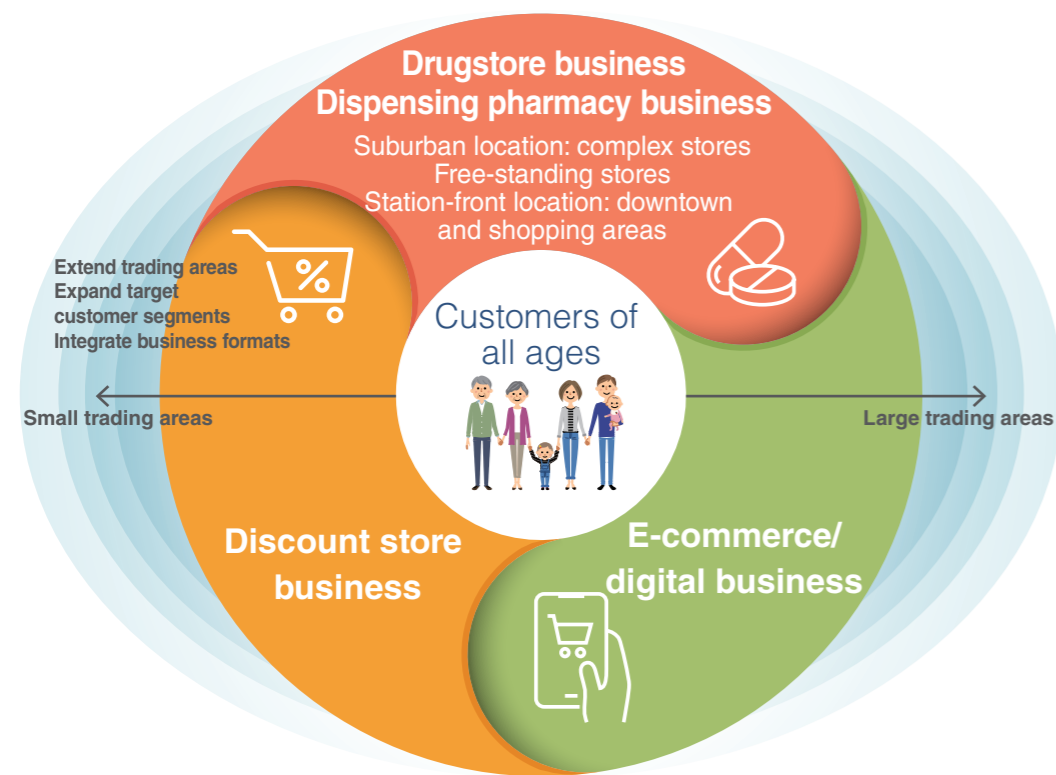 Drugstore business
Dispensing pharmacy business
Suburban location: complex stores
Free-standing stores
Station-front location: downtown
and shopping areas
%
Extend trading areas
Expand target
customer segments
Integrate business formats
Customers of
all ages
Small trading areas
Large trading areas
Discount store
business
E-commerce/
digital business